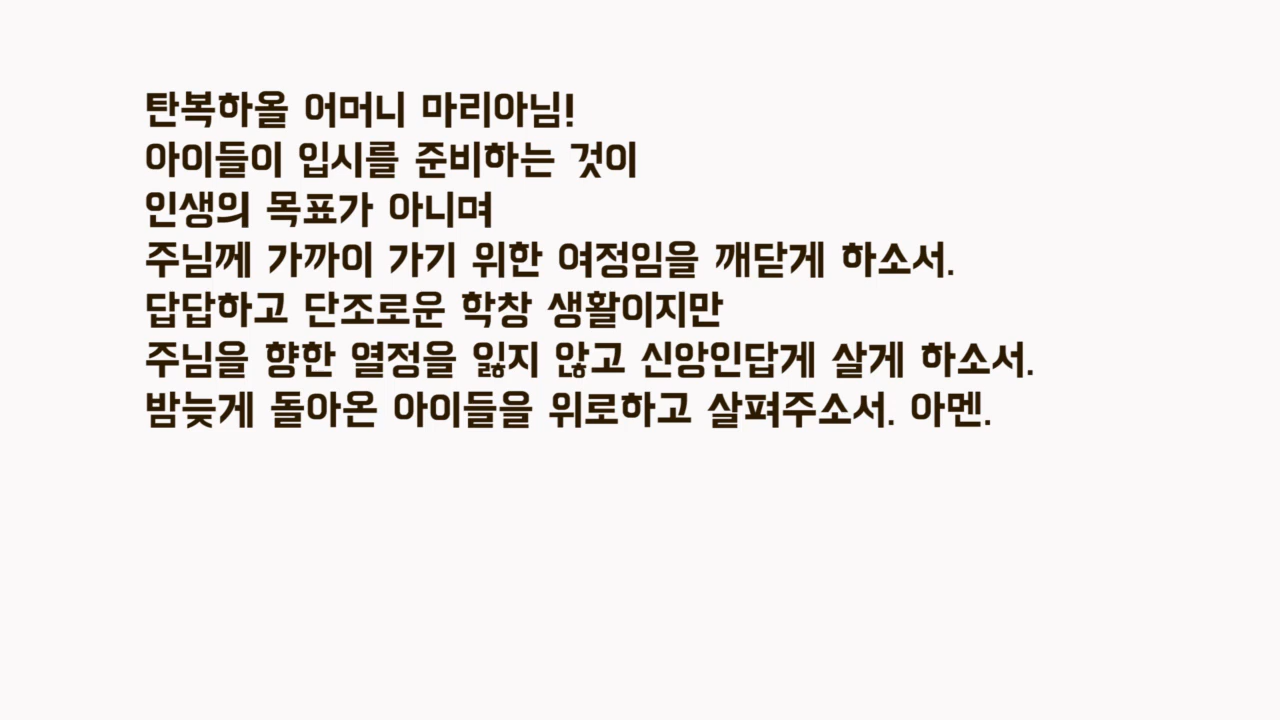 탄복하올 어머니 마리아님!
아이들이 입시를 준비하는 것이
인생의 목표가 아니며
주님께 가까이 가기 위한 여정임을 깨닫게 하소서.
답답하고 단조로운 학창 생활이지만
주님을 향한 열정을 잃지 않고 신앙인답게 살게 하소서.
밤늦게 돌아온 아이들을 위로하고 살펴주소서. 아멘.